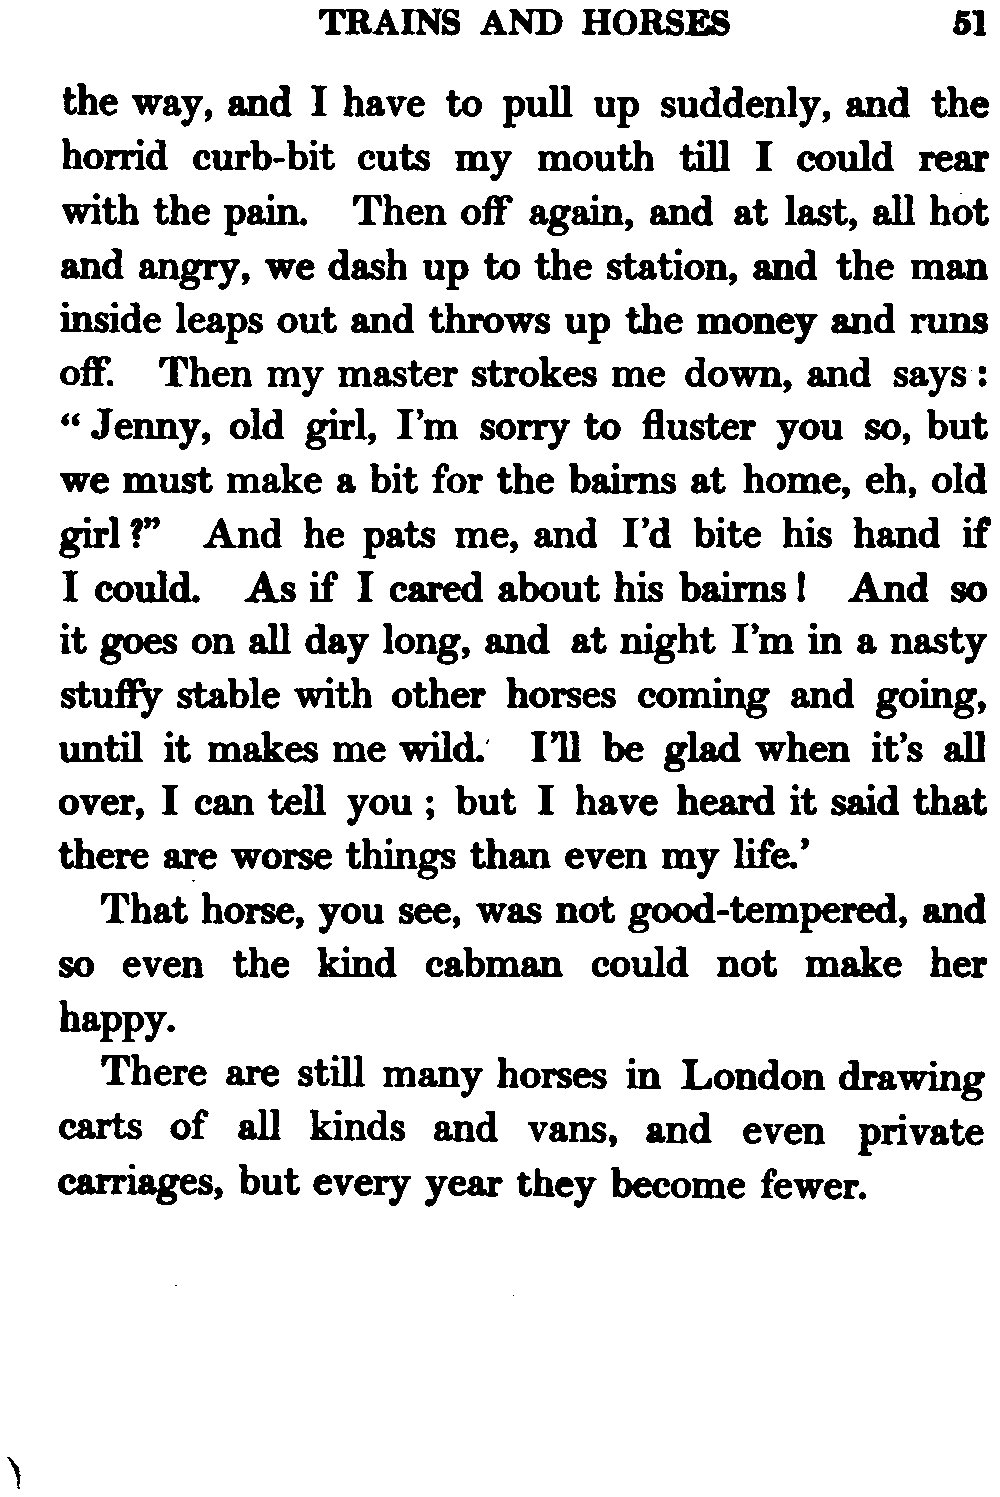 TRAINS AND HORSES 51
the way, and I have to pull up suddenly, and the
horrid curb-bit cuts my mouth till I could rear
with the pain. Then off again, and at last, all hot
and angry, we dash up to the station, and the man
inside leaps out and throws up the money and runs
off. Then my master strokes me down, and says :
“ Jenny, old girl, I’m sorry to fluster you so, but
we must make a bit for the bairns at home, eh, old
girl ?” And he pats me, and I’d bite his hand if
I could. As if I cared about his bairns ! And so
it goes on all day long, and at night I’m in a nasty
stuffy stable with other horses coming and going,
until it makes me wild. I’ll be glad when it’s all
over, I can tell you ; but I have heard it said that
there are worse things than even my life.’
That horse, you see, was not good-tempered, and
so even the kind cabman could not make her
happy.
There are still many horses in London drawing
carts of all kinds and vans, and even private
carriages, but every year they become fewer.